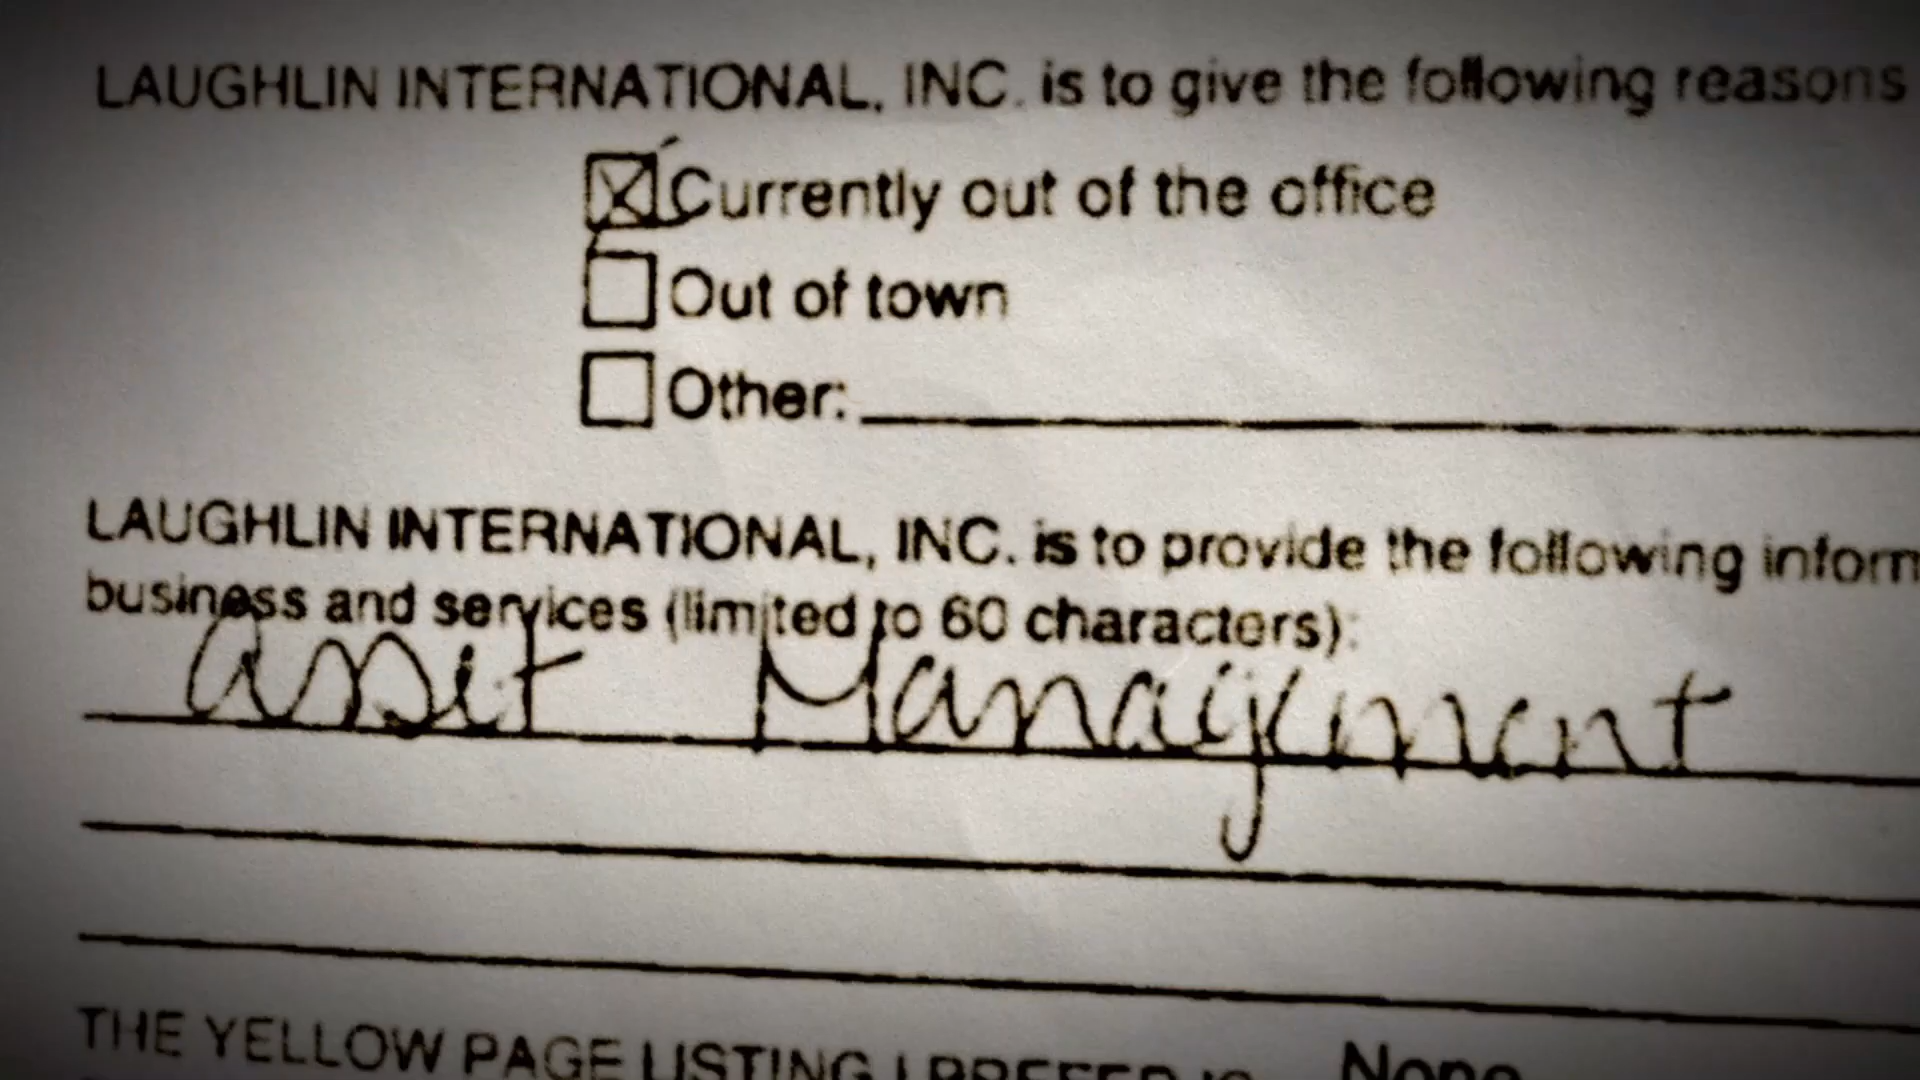 LAUGHLIN INTERNATIONAL, INC. is to give the following reasons
Currently out of the office
Out of town
Other:
LAUGHLIN INTERNATIONAL, INC. is to provide the following inform
business and services (limited to 60 characters):
asset Management
THE YELLOW PAGE LISTING I PREFER IS None